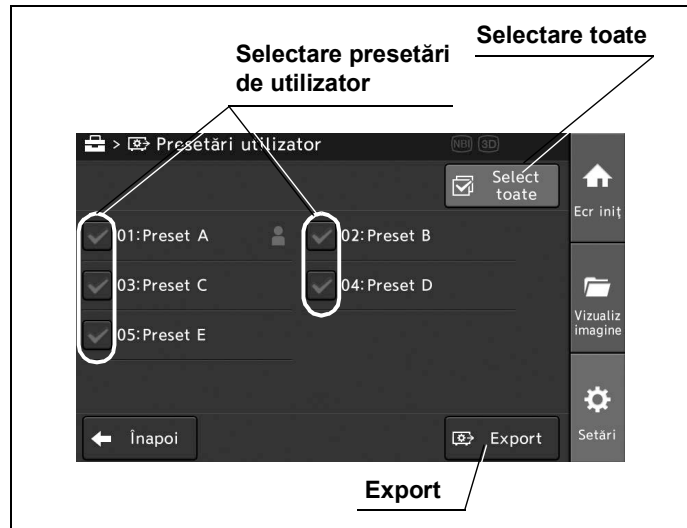 Selectare toate
Selectare presetări
de utilizator
> Presetări utilizator
NBI 3D
Select
toate
Ecr iniț
01:Preset A
02:Preset B
03:Preset C
04:Preset D
Vizualiz
imagine
05:Preset E
Înapoi
Export
Setări
Export